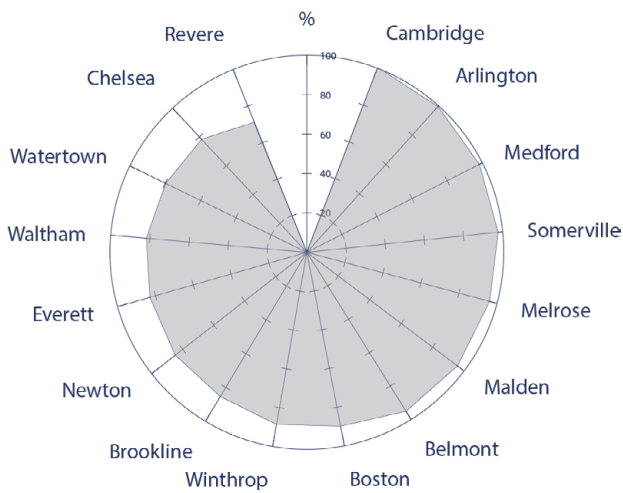 %
Revere
Cambridge
100
Chelsea
Arlington
80
Medford
60
Watertown
40
20
Waltham
Somerville
Everett
Melrose
Newton
Malden
Brookline
Belmont
Winthrop
Boston